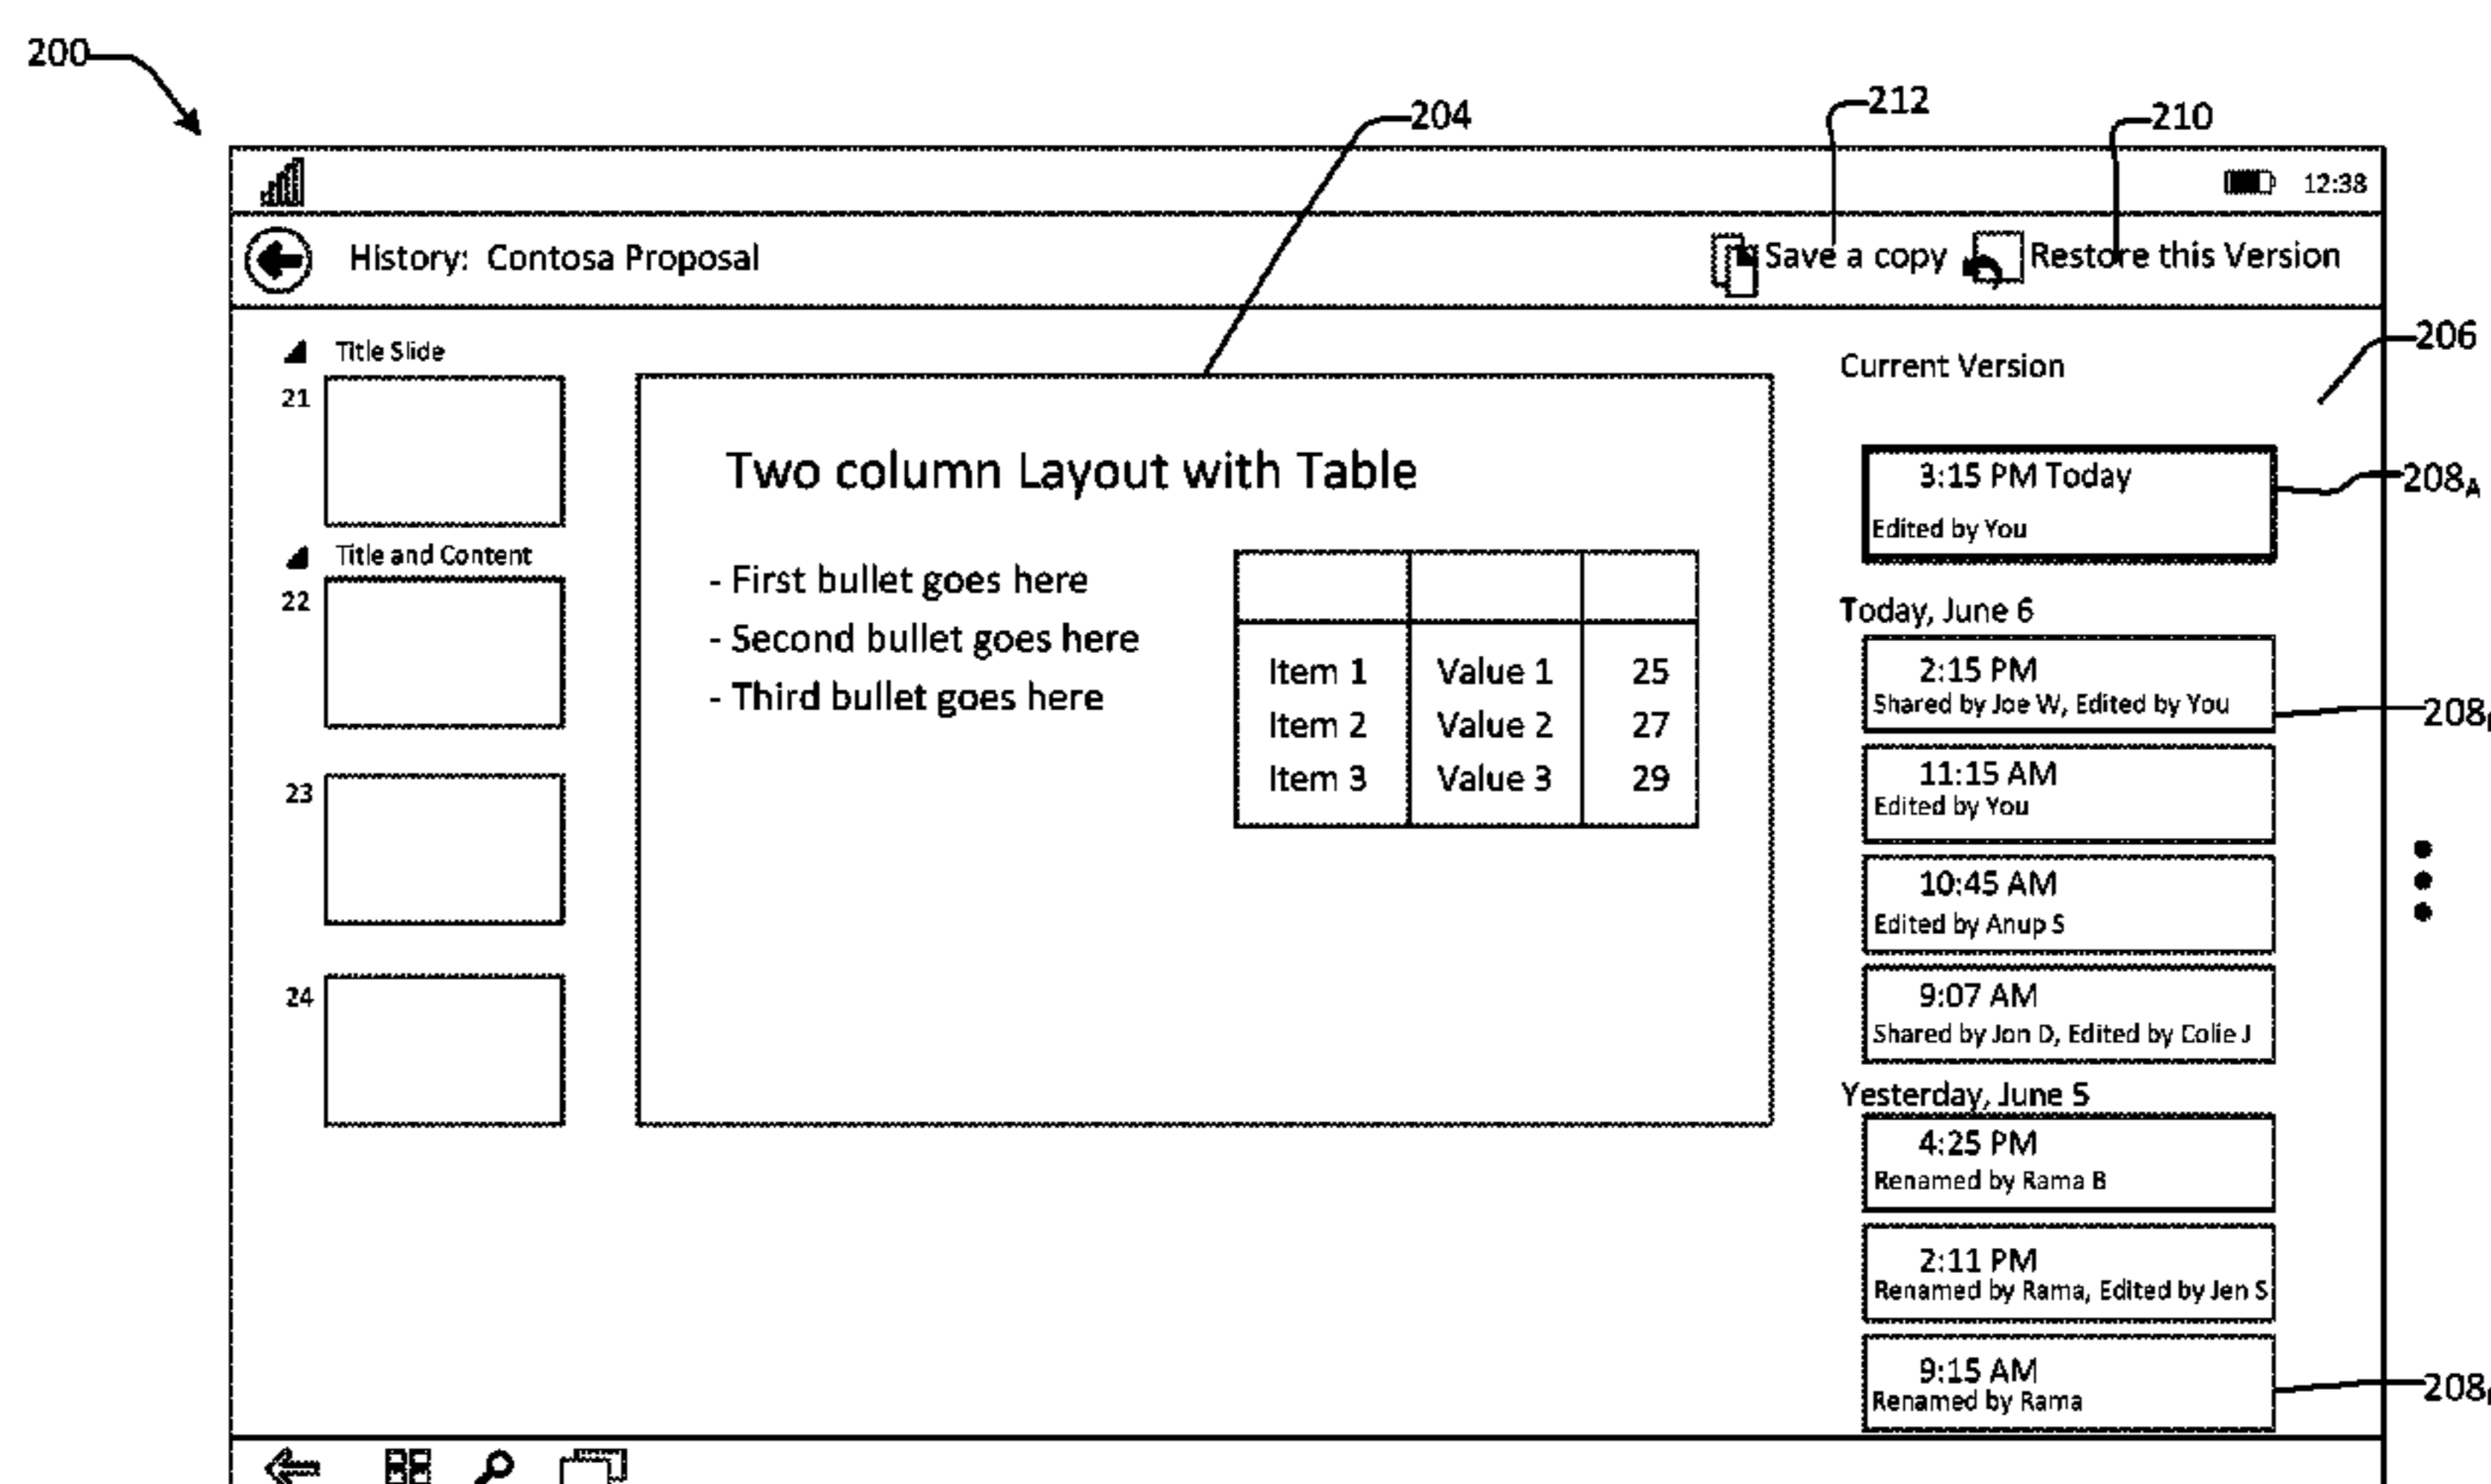 200
204
212
210
12:38
History: Contosa Proposal
Save a copy
Restore this Version
206
Title Slide
21
Title and Content
22
23
24
Two column Layout with Table
- First bullet goes here
- Second bullet goes here
- Third bullet goes here
Item 1 Value 1 25
Item 2 Value 2 27
Item 3 Value 3 29
Current Version
3:15 PM Today
Edited by You
208A
Today, June 6
2:15 PM
Shared by Joe W, Edited by You
208
11:15 AM
Edited by You
10:45 AM
Edited by Anup S
9:07 AM
Shared by Jon D, Edited by Colie J
Yesterday, June 5
4:25 PM
Renamed by Rama B
2:11 PM
Renamed by Rama, Edited by Jen S
9:15 AM
Renamed by Rama
208